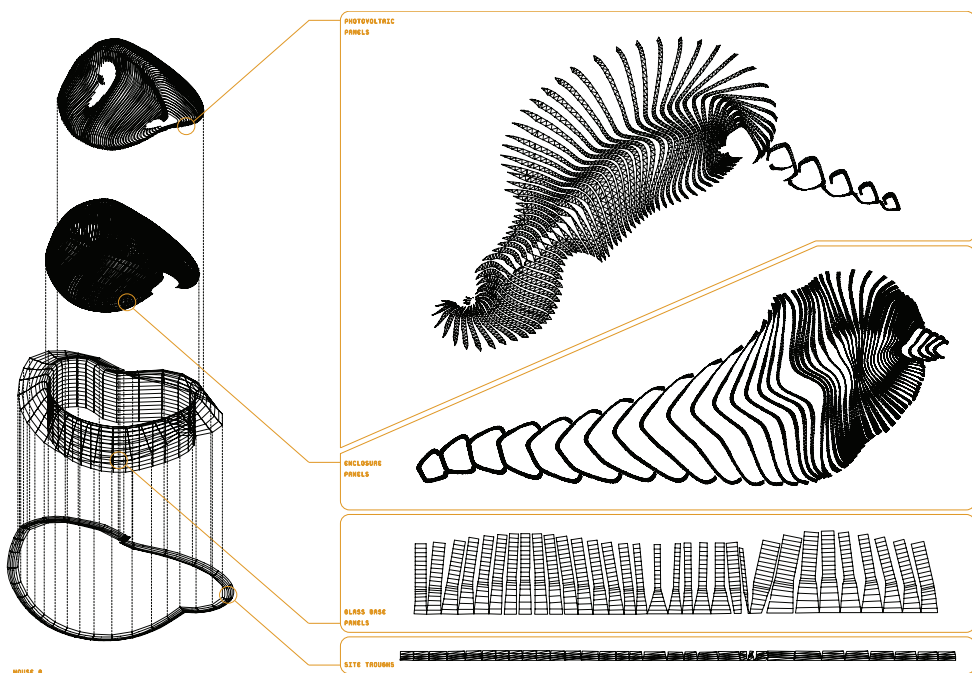 PHOTOVOLTAIC
PANELS
ENCLOSURE
PANELS
GLASS BASE
PANELS
SITE TROUGHS